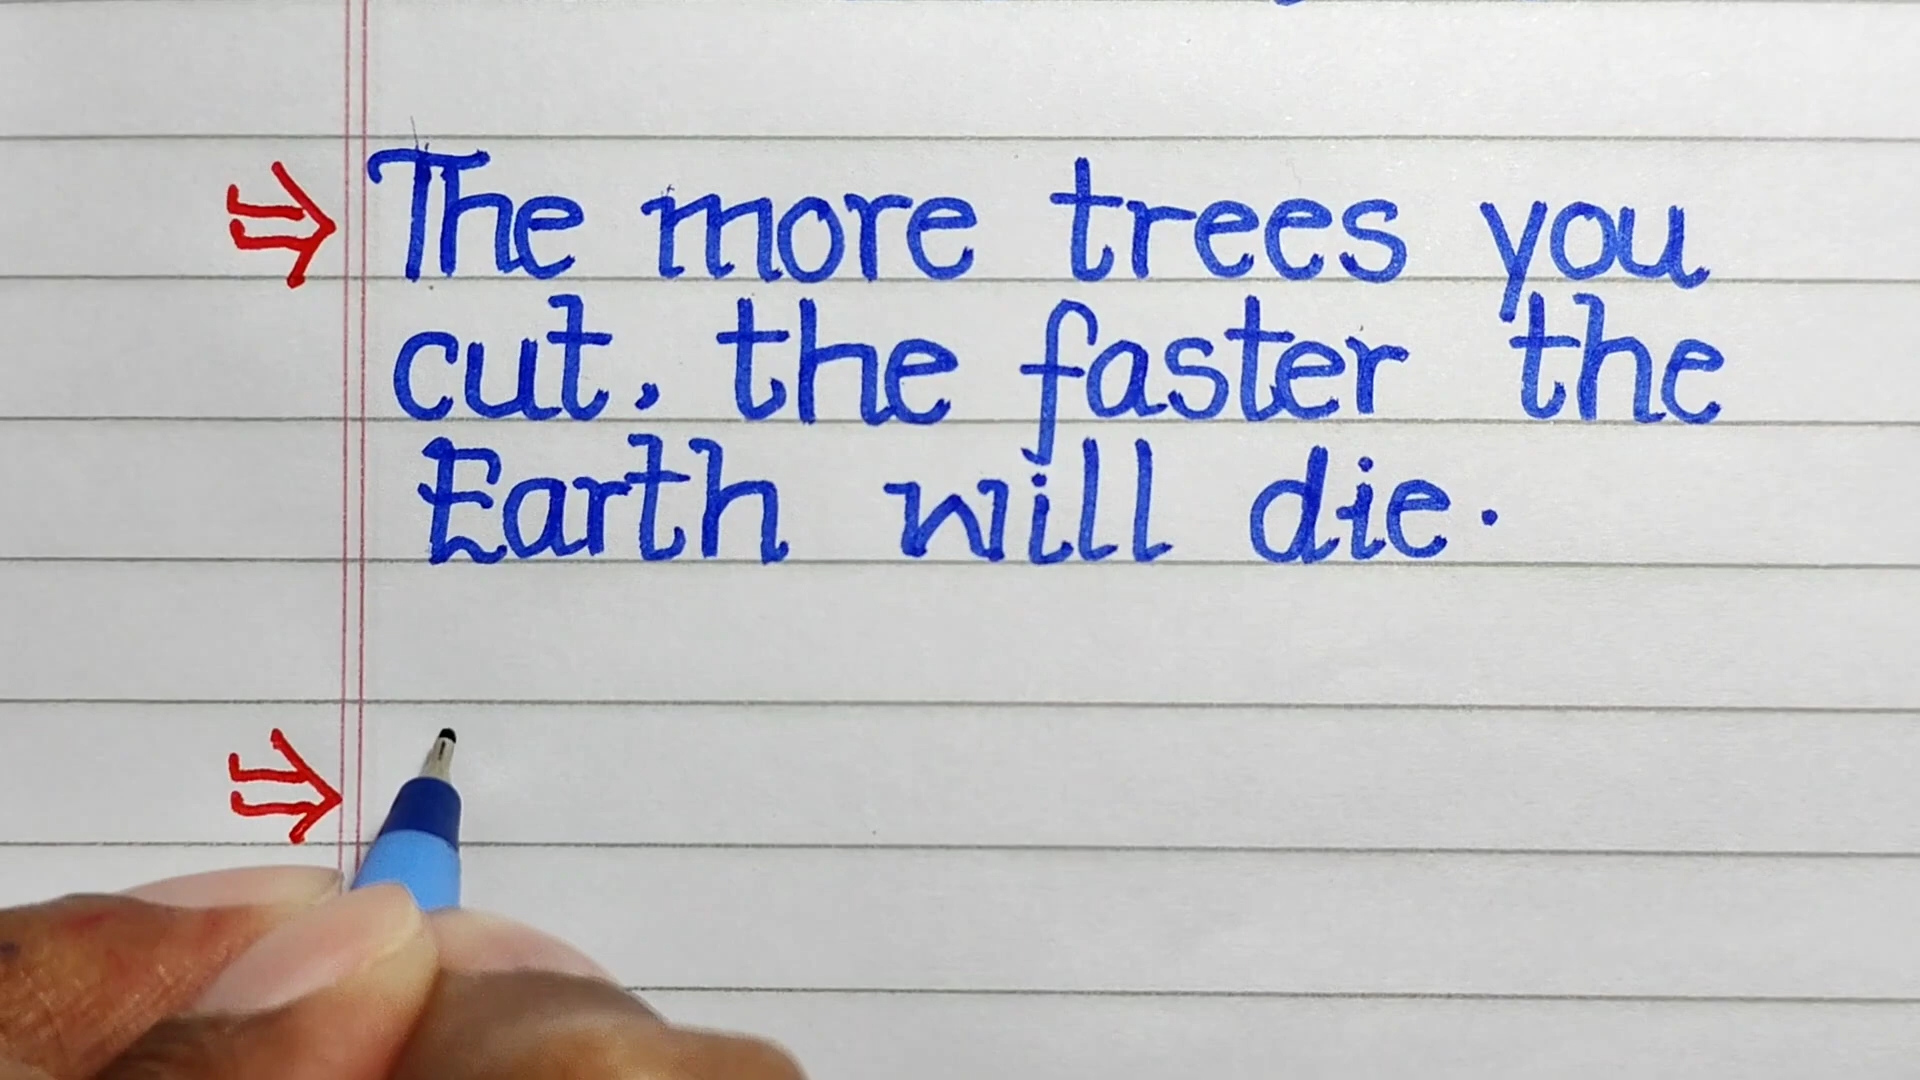 The more trees you
cut, the faster the
Earth will die.